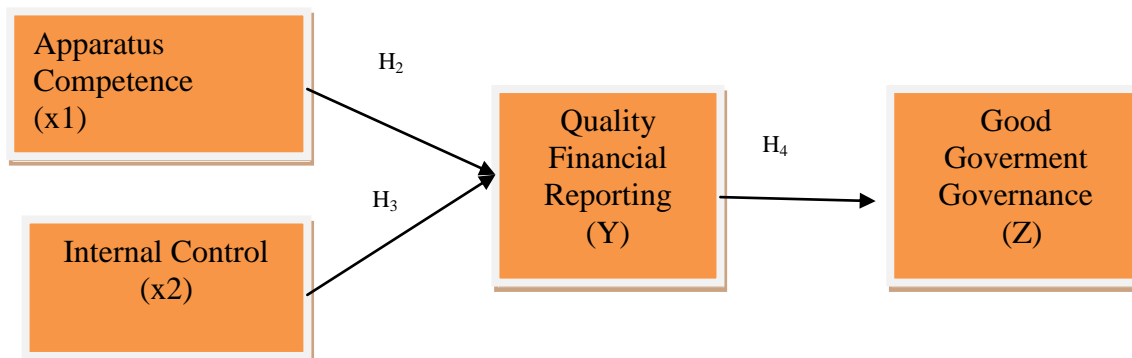 Apparatus
Competence
(x1)
H₂
Internal Control
(x2)
H₃
Quality
Financial
Reporting
(Y)
H₄
Good
Goverment
Governance
(Z)